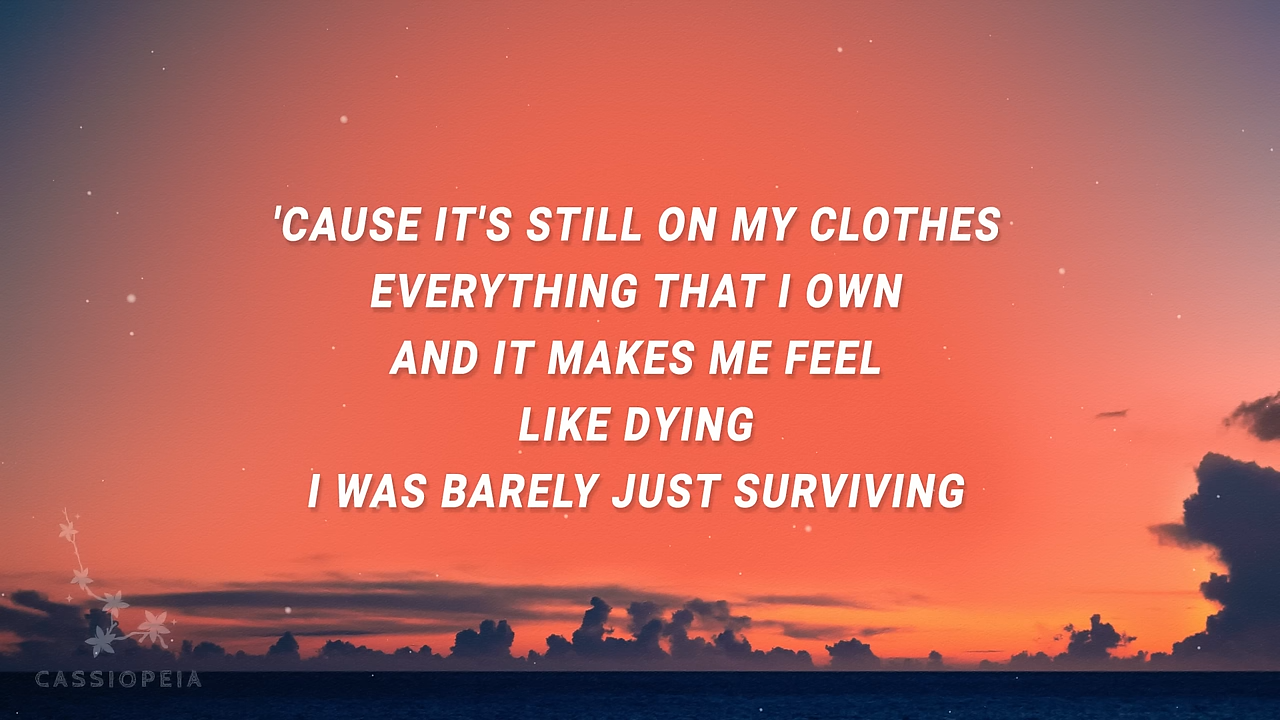 'CAUSE IT'S STILL ON MY CLOTHES
EVERYTHING THAT I OWN
AND IT MAKES ME FEEL
LIKE DYING
I WAS BARELY JUST SURVIVING
CASSIOPEIA